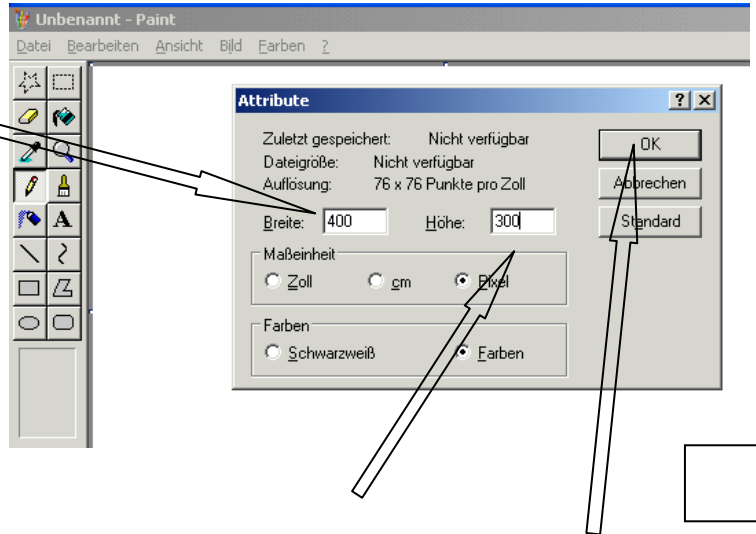 Unbenannt - Paint
Datei Bearbeiten Ansicht Bild Farben ?
A
Attribute
Zuletzt gespeichert: Nicht verfügbar
OK
Dateigröße: Nicht verfügbar
Auflösung: 76 x 76 Punkte pro Zoll
Abbrechen
Breite: 400 Höhe: 300
Standard
Maßeinheit
Zoll cm Pixel
Farben
Schwarzweiß Farben